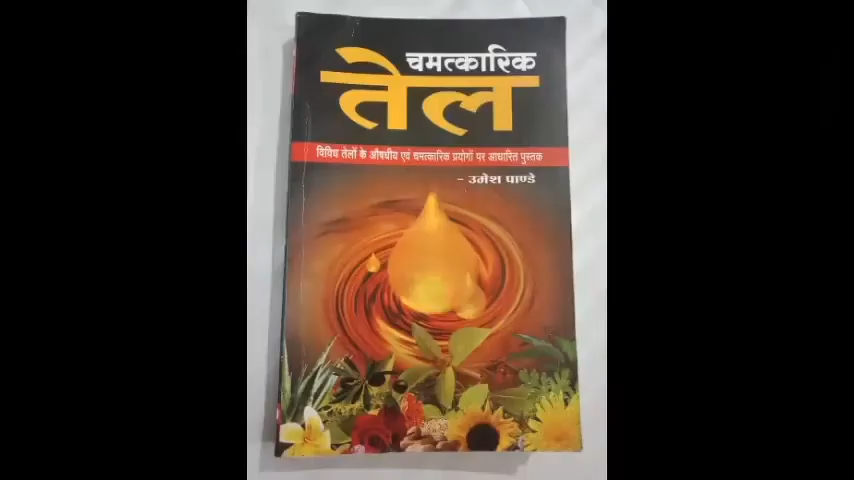 चमत्कारिक
तेल
विविध तेलों के औषधीय एवं चमत्कारिक प्रयोगों पर आधारित पुस्तक
- उमेश पाण्डे